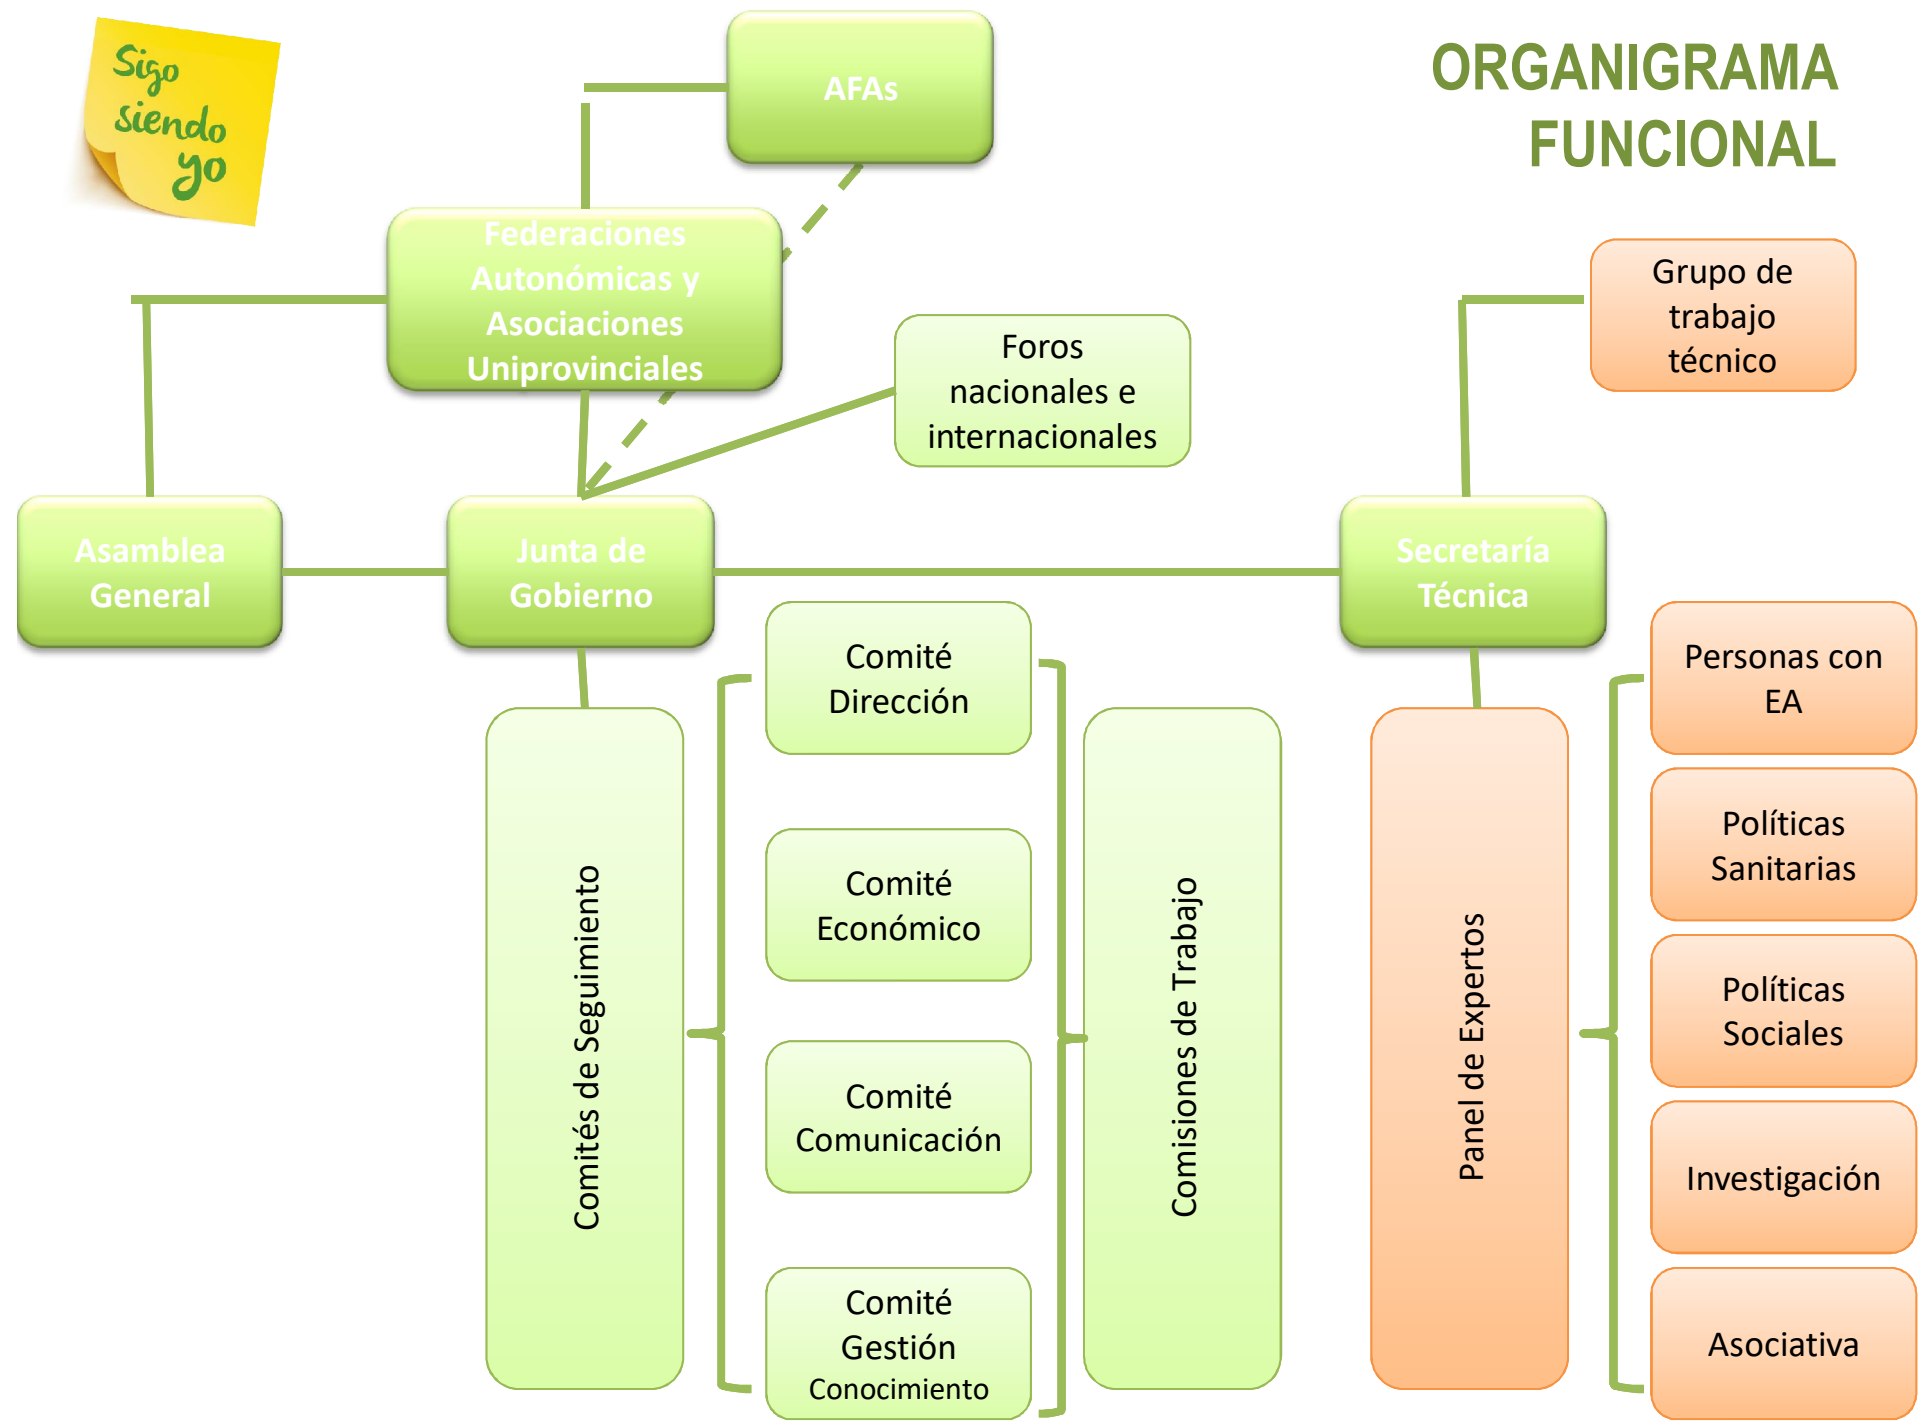 Sigo
siendo
yo
AFAs
ORGANIGRAMA
FUNCIONAL
Federaciones
Autonómicas y
Asociaciones
Uniprovinciales
Grupo de
trabajo
técnico
Foros
nacionales e
internacionales
Asamblea
General
Junta de
Gobierno
Secretaría
Técnica
Comités de Seguimiento
Comité
Dirección
Comité
Económico
Comité
Comunicación
Comité
Gestión
Conocimiento
Comisiones de Trabajo
Panel de Expertos
Personas con
EA
Políticas
Sanitarias
Políticas
Sociales
Investigación
Asociativa